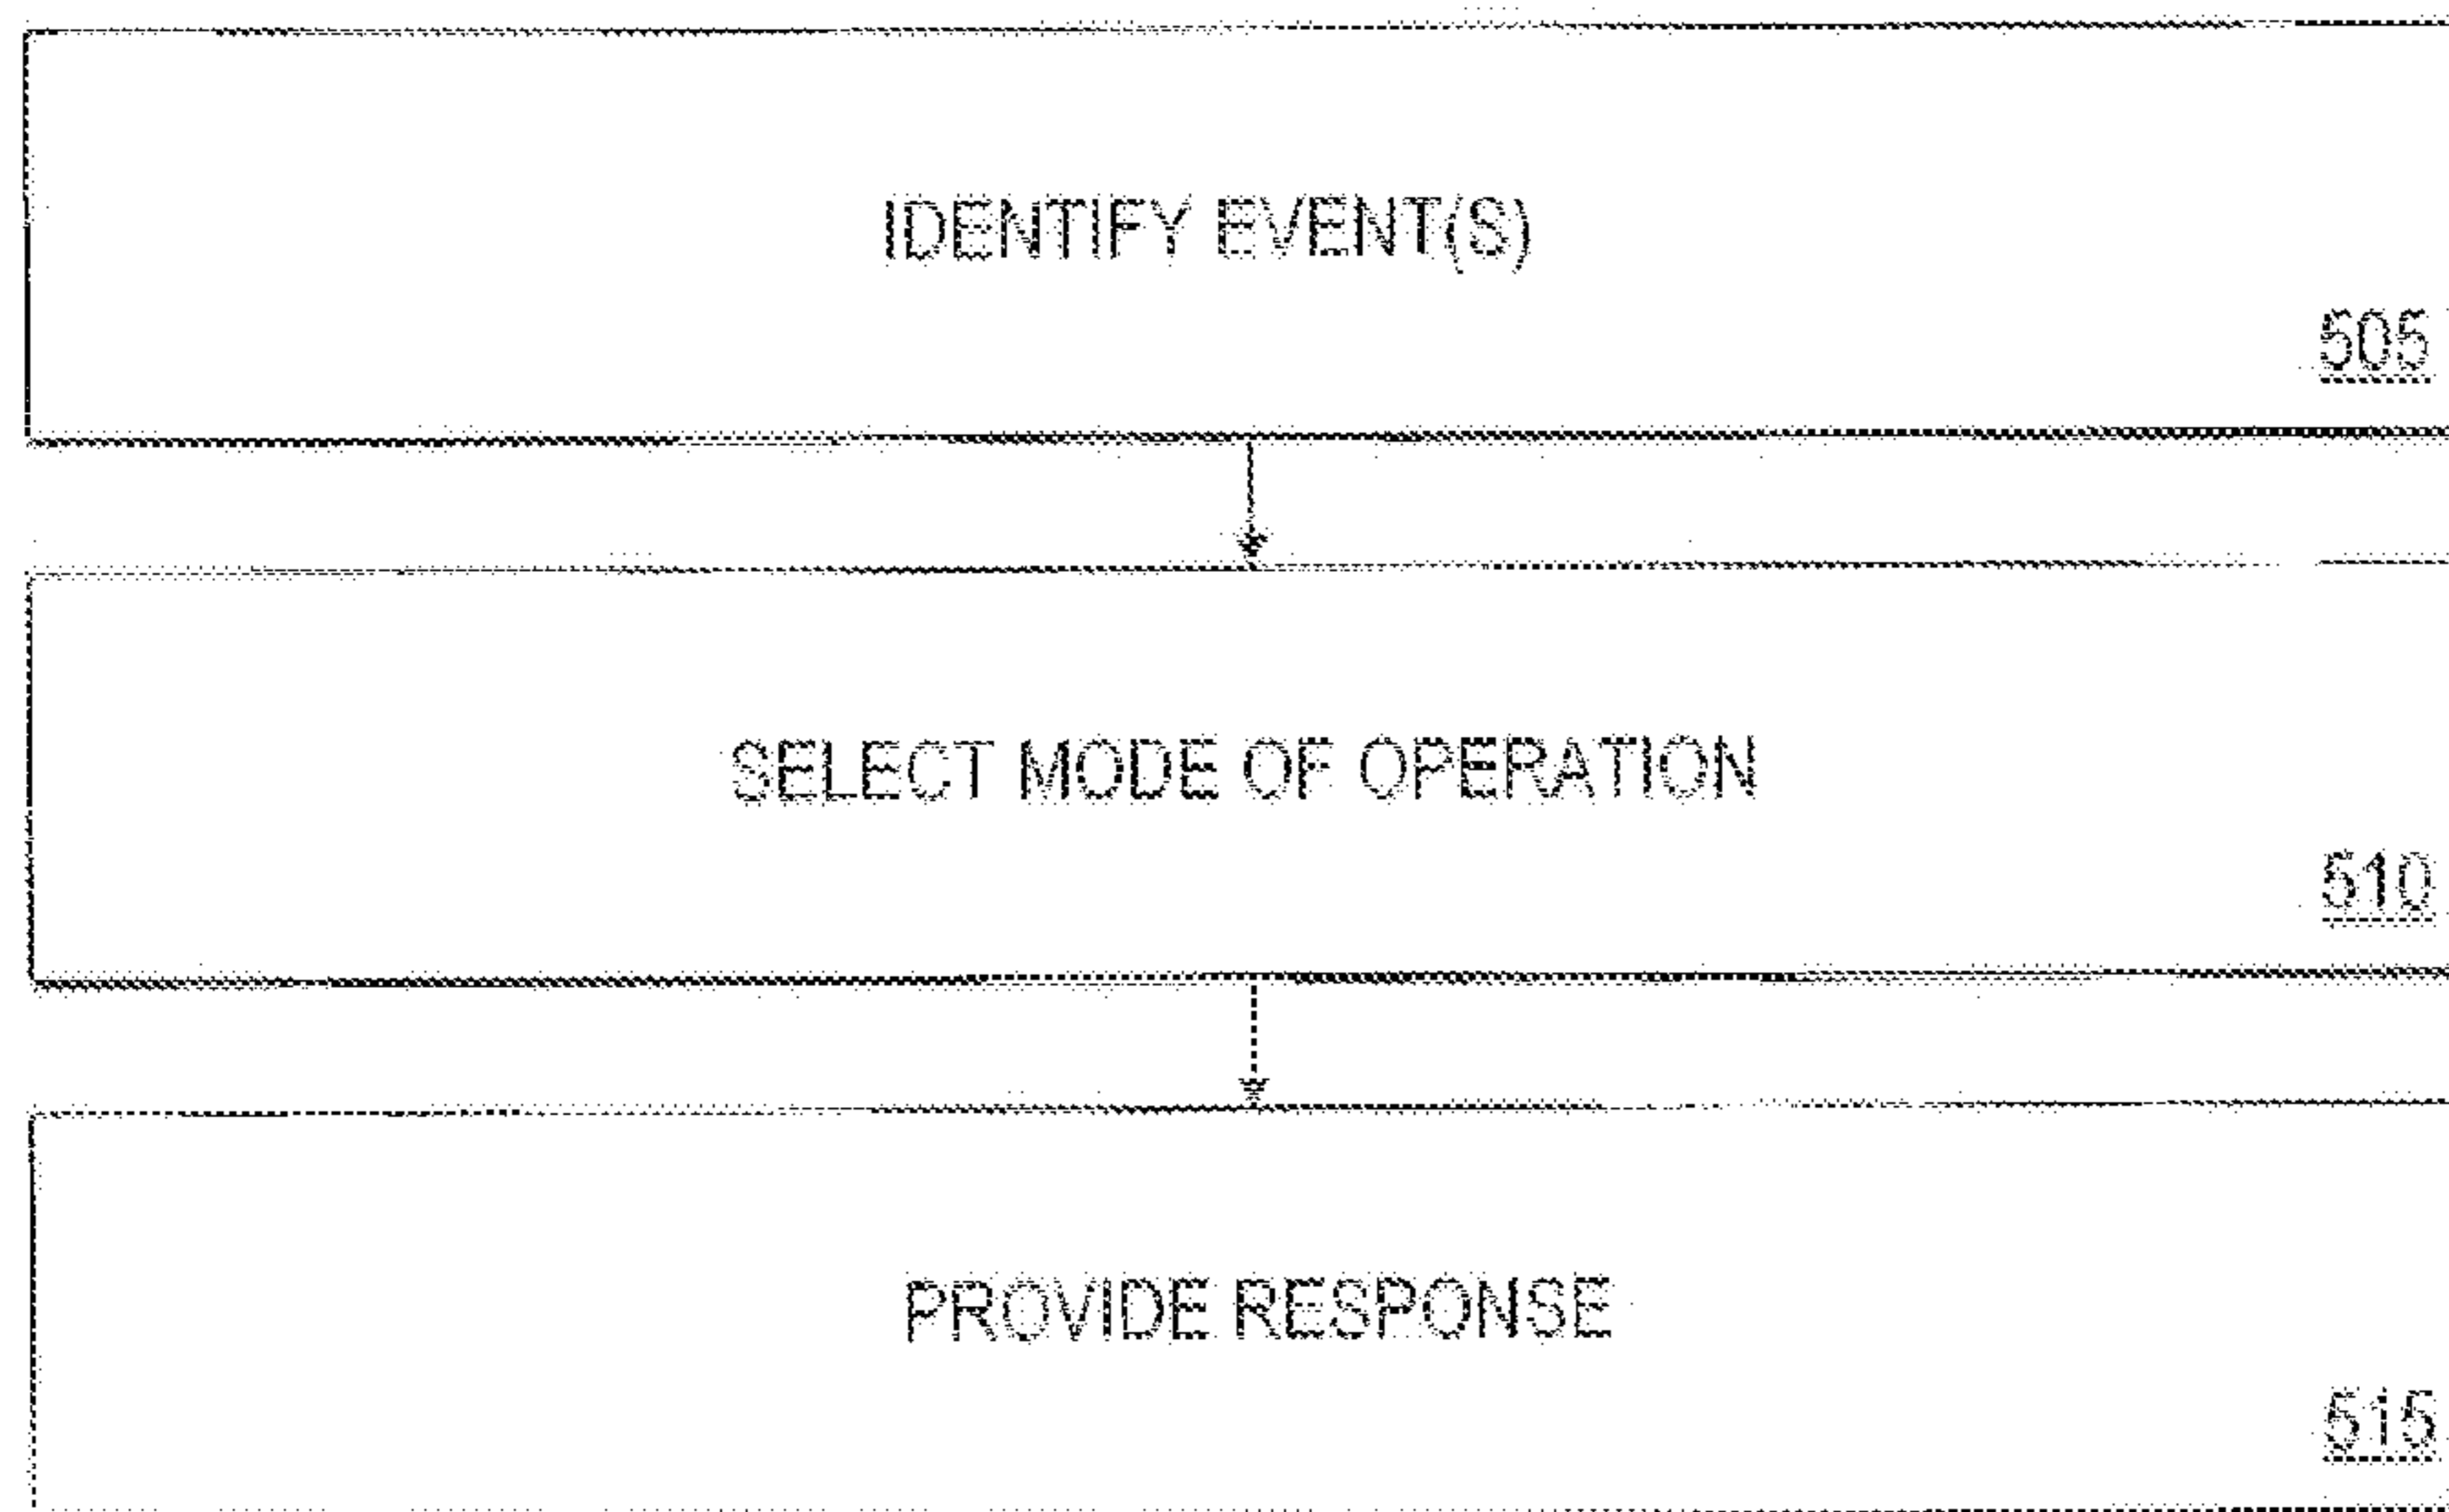 IDENTIFY EVENT(S)
505
SELECT MODE OF OPERATION
510
PROVIDE RESPONSE
515